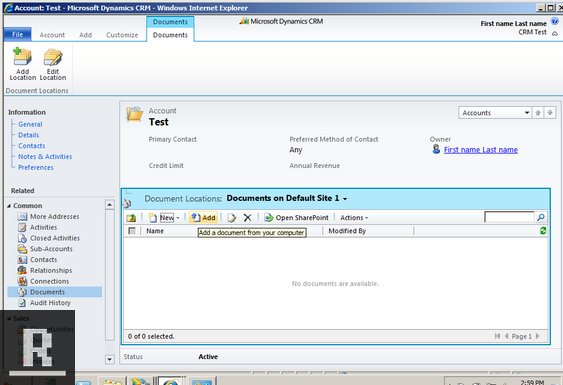 Account: Test - Microsoft Dynamics CRM - Windows Internet Explorer
Documents
Microsoft Dynamics CRM
First name Last name
CRM Test
File Account Add Customize Documents
Add Location
Edit Location
Document Locations
Information
General
Details
Contacts
Notes & Activities
Preferences
Related
Common
More Addresses
Activities
Closed Activities
Sub-Accounts
Contacts
Relationships
Connections
Documents
Audit History
Sales
Account
Test
Accounts
Primary Contact
Preferred Method of Contact
Any
Owner
First name Last name
Credit Limit
Annual Revenue
Document Locations: Documents on Default Site 1
New Add Open SharePoint Actions
Name Modified By
Add a document from your computer
No documents are available.
0 of 0 selected.
Page 1
Status Active
R
2:59 PM